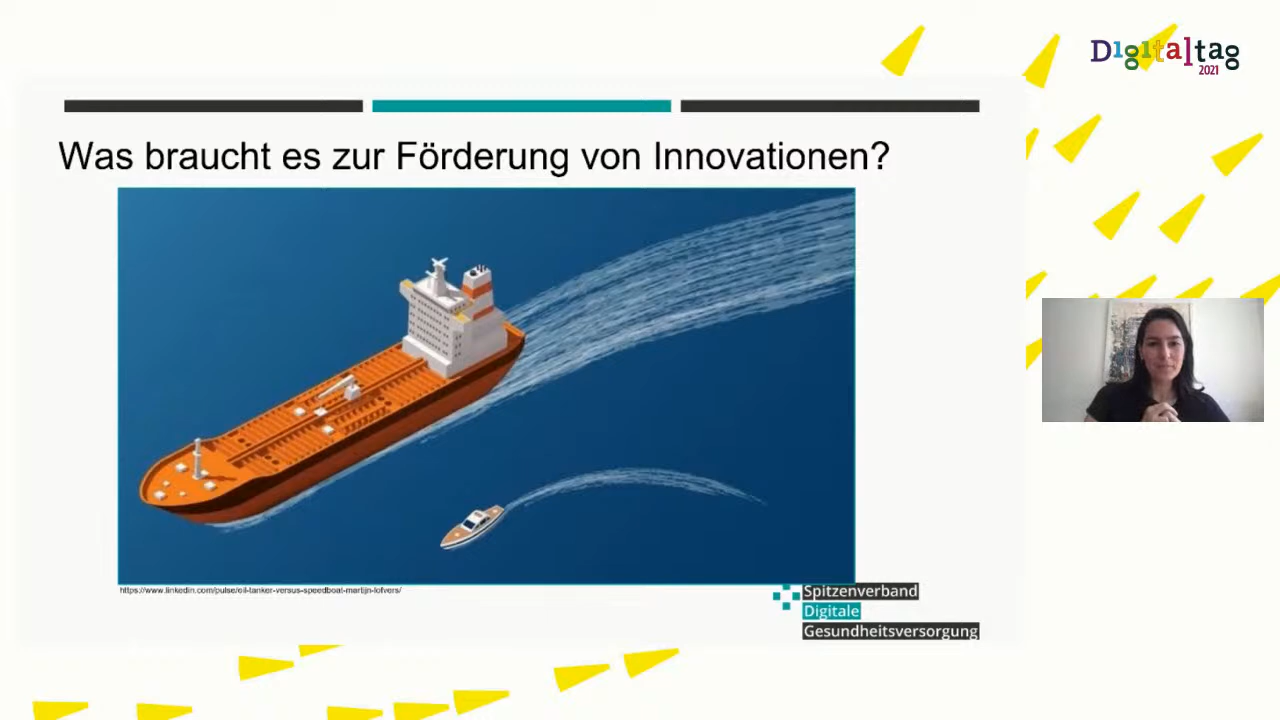 Digitaltag
2021
Was braucht es zur Förderung von Innovationen?
https://www.linkedin.com/pulse/oil-tanker-versus-speedboat-martijn-lofvers/
Spitzenverband
Digitale
Gesundheitsversorgung